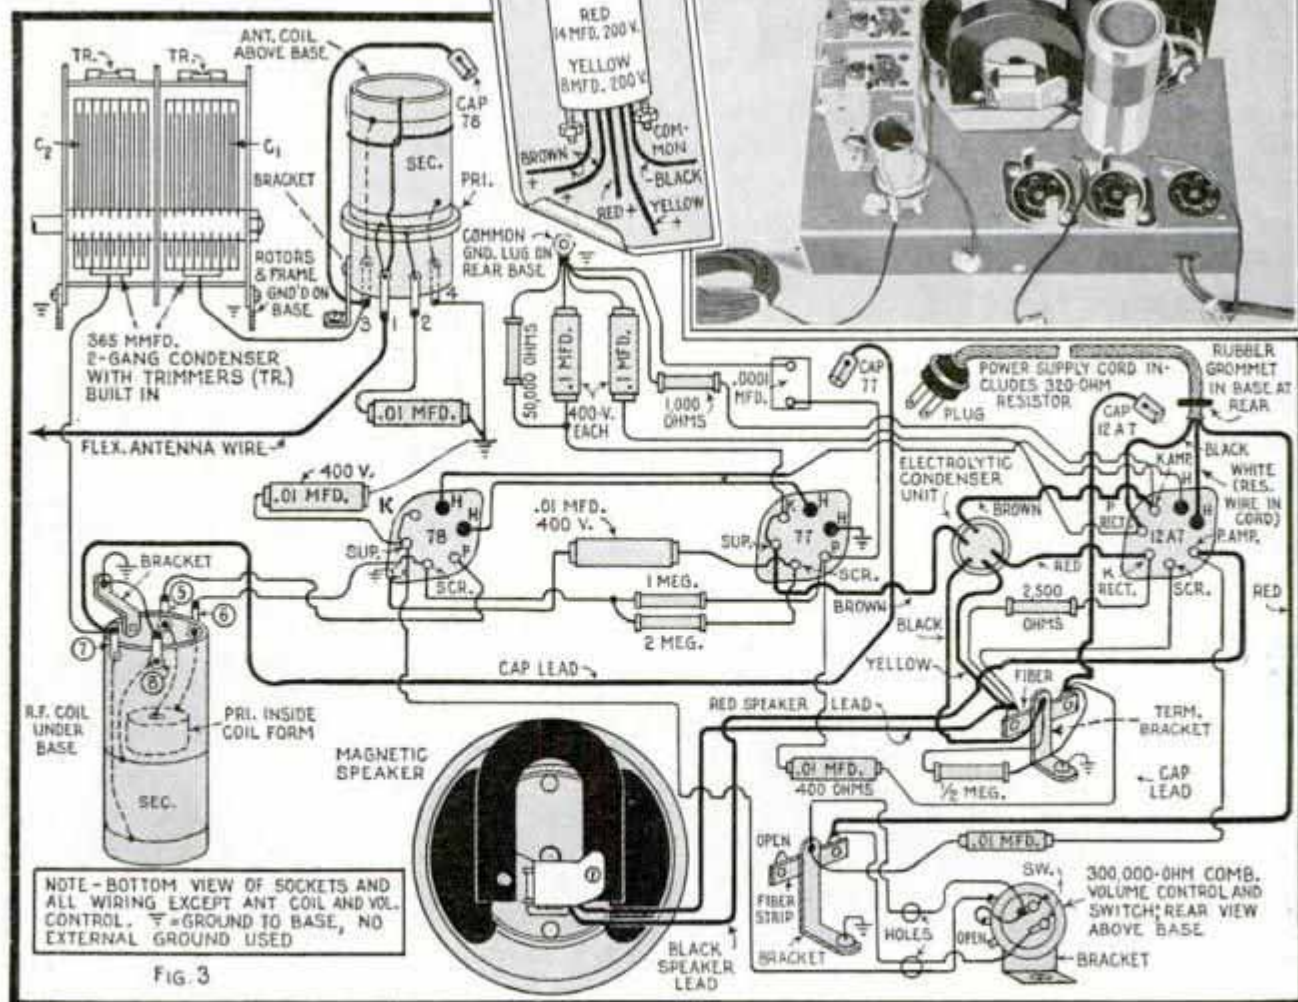 RED
14 MFD. 200 V.
YELLOW
8 MFD. 200 V.
BROWN
COM-
MON
BLACK
RED +
YELLOW
+
+
+
TR.
TR.
C2
C1
ANT. COIL
ABOVE BASE
CAP
78
SEC.
PRI.
BRACKET
ROTORS
& FRAME
GND'D ON
BASE
3
1
2
4
365 MMFD.
2-GANG CONDENSER
WITH TRIMMERS (TR.)
BUILT IN
.01 MFD.
FLEX. ANTENNA WIRE
COMMON
GND. LUG ON
REAR BASE
50,000 OHMS
.1 MFD.
.1 MFD.
400-V.
EACH
1,000
OHMS
.0001
MFD.
CAP
77
PLUG
POWER SUPPLY CORD IN-
CLUDES 320-OHM
RESISTOR
RUBBER
GROMMET
IN BASE AT
REAR
CAP
12 A7
BLACK
WHITE
(RES.
WIRE IN
CORD)
400 V.
.01 MFD.
K
H
H
78
P
SUP.
SCR.
.01 MFD.
400 V.
1 MEG.
2 MEG.
K
H
H
77
P
SUP.
SCR.
ELECTROLYTIC
CONDENSER
UNIT
BROWN
RED
BROWN
BLACK
YELLOW
K AMP.
H
H
P
RECT.
12A7
P. AMP.
K
RECT.
SCR.
2,500
OHMS
RED
BRACKET
5
6
7
8
CAP LEAD
R.F. COIL
UNDER
BASE
PRI. INSIDE
COIL FORM
SEC.
MAGNETIC
SPEAKER
RED SPEAKER LEAD
FIBER
TERM.
BRACKET
.01 MFD.
400 OHMS
1/2 MEG.
CAP
LEAD
OPEN
FIBER
STRIP
BRACKET
.01 MFD.
SW.
HOLES
OPEN
300,000-OHM COMB.
VOLUME CONTROL AND
SWITCH; REAR VIEW
ABOVE BASE
BRACKET
BLACK
SPEAKER
LEAD
NOTE - BOTTOM VIEW OF SOCKETS AND
ALL WIRING EXCEPT ANT COIL AND VOL.
CONTROL. ⏚ = GROUND TO BASE, NO
EXTERNAL GROUND USED
FIG. 3